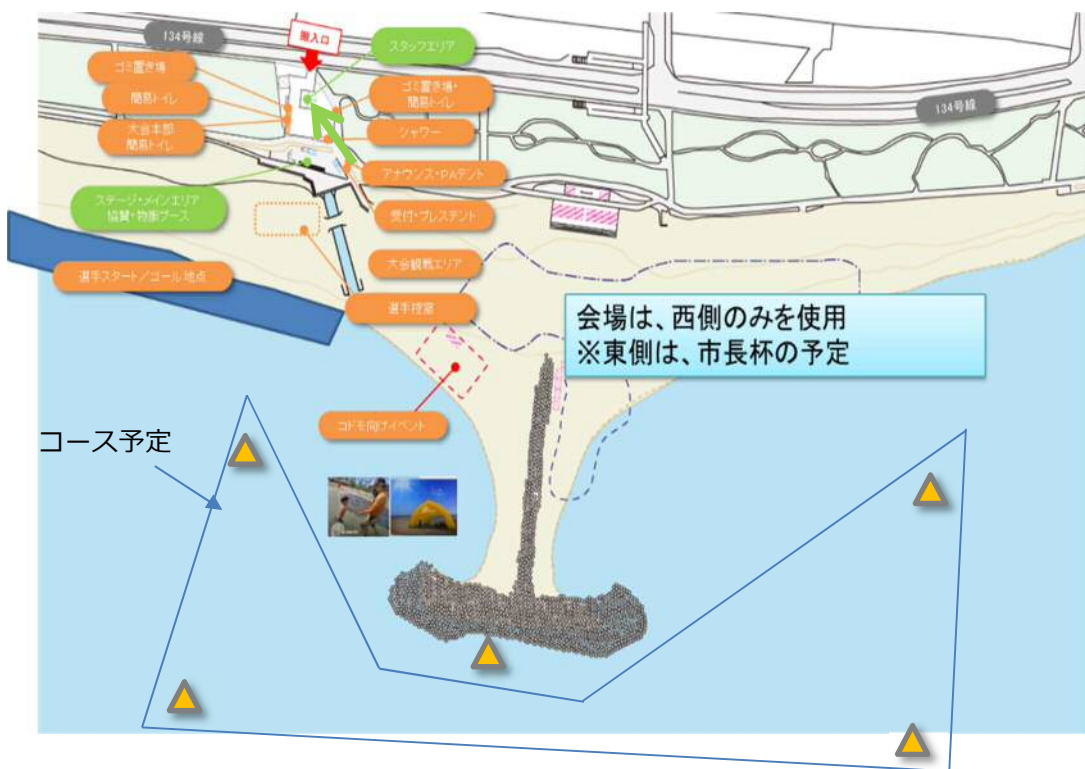 134号線
搬入口
スタッフエリア
ゴミ置き場
ゴミ置き場・
簡易トイレ
簡易トイレ
134号線
大会本部
簡易トイレ
シャワー
アナウンス・PAテント
ステージ・メインエリア
協賛・物販ブース
受付・プレステント
大会観戦エリア
選手スタート/ゴール地点
選手控室
会場は、西側のみを使用
※東側は、市長杯の予定
コドモ向けイベント
コース予定